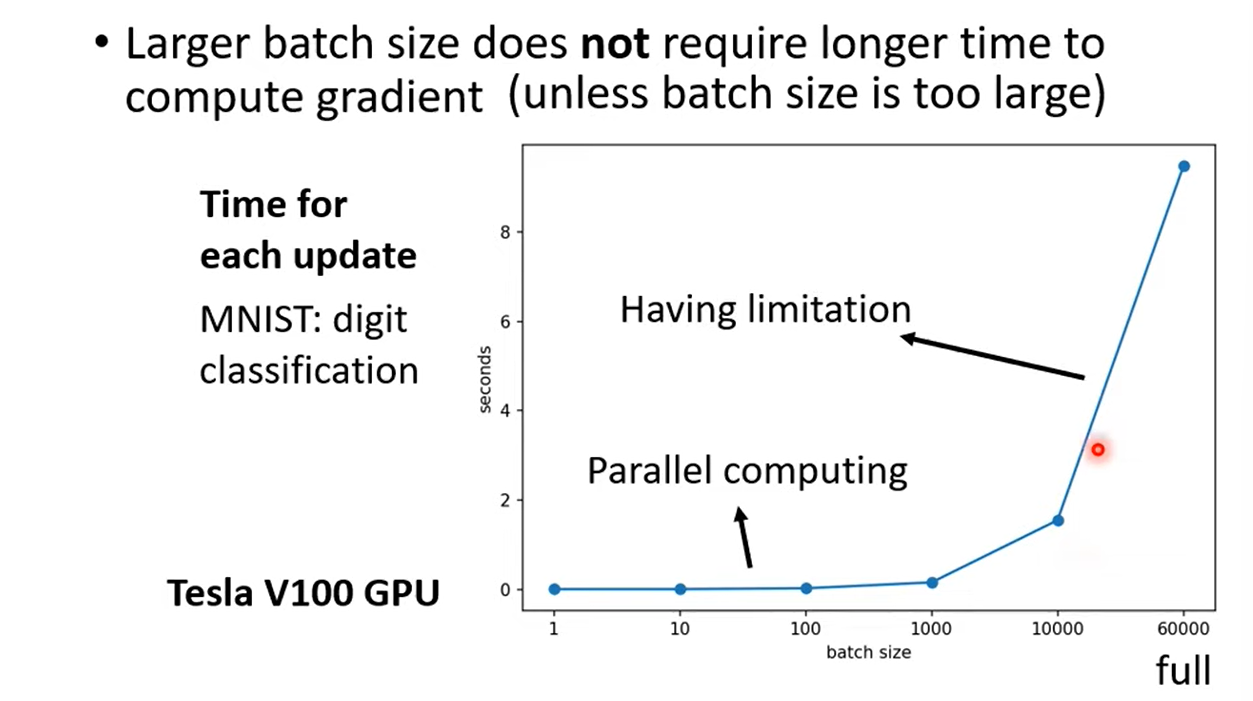 • Larger batch size does not require longer time to
compute gradient (unless batch size is too large)
Time for
each update
MNIST: digit
classification
Tesla V100 GPU
seconds
8
6
4
2
0
Having limitation
Parallel computing
1 10 100 1000 10000 60000
batch size
full